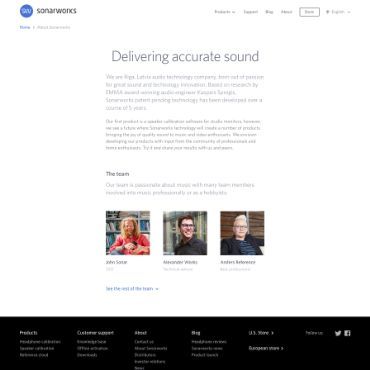 SW sonarworks
Products Support Blog About Store English
Home > About Sonarworks
Delivering accurate sound
We are Riga, Latvia audio technology company, born out of passion
for great sound and technology innovation. Based on research by
EMMSA award winning audio engineer Kaspars Spregis,
Sonarworks patent pending technology has been developed over a
course of 5 years.
Our first product is a speaker calibration software for studio monitors, however,
we see a future where Sonarworks technology will create a number of products
bringing the joy of quality sound to music and video enthusiasts. We envision
developing our products with input from the community of professional and
home enthusiasts. Try it and share your results with us and peers.
The team
Our team is passionate about music with many team members
involved into music professionally or as a hobbyists.
John Sonar Alexander Waves Anders Reference
CEO Technical advisor
See the rest of the team →
Products Customer support About Blog U.S. Store > Follow us
Headphone calibration Knowledge base Contact us Headphone reviews
Speaker calibration Offline activation About Sonarworks Sonarworks news European store >
Reference cloud Downloads Distributors Product launch
Investor relations
News